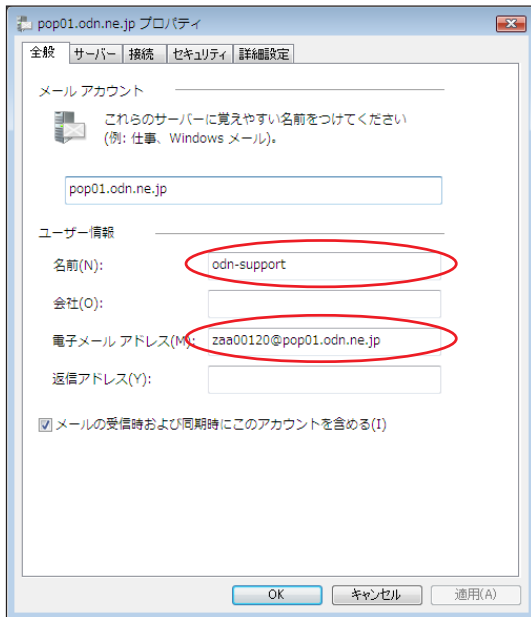 pop01.odn.ne.jp プロパティ
全般 サーバー 接続 セキュリティ 詳細設定
メール アカウント
これらのサーバーに覚えやすい名前をつけてください
(例: 仕事、Windows メール)。
pop01.odn.ne.jp
ユーザー情報
名前(N): odn-support
会社(O):
電子メール アドレス(M): zaa00120@pop01.odn.ne.jp
返信アドレス(Y):
メールの受信時および同期時にこのアカウントを含める(I)
OK キャンセル 適用(A)